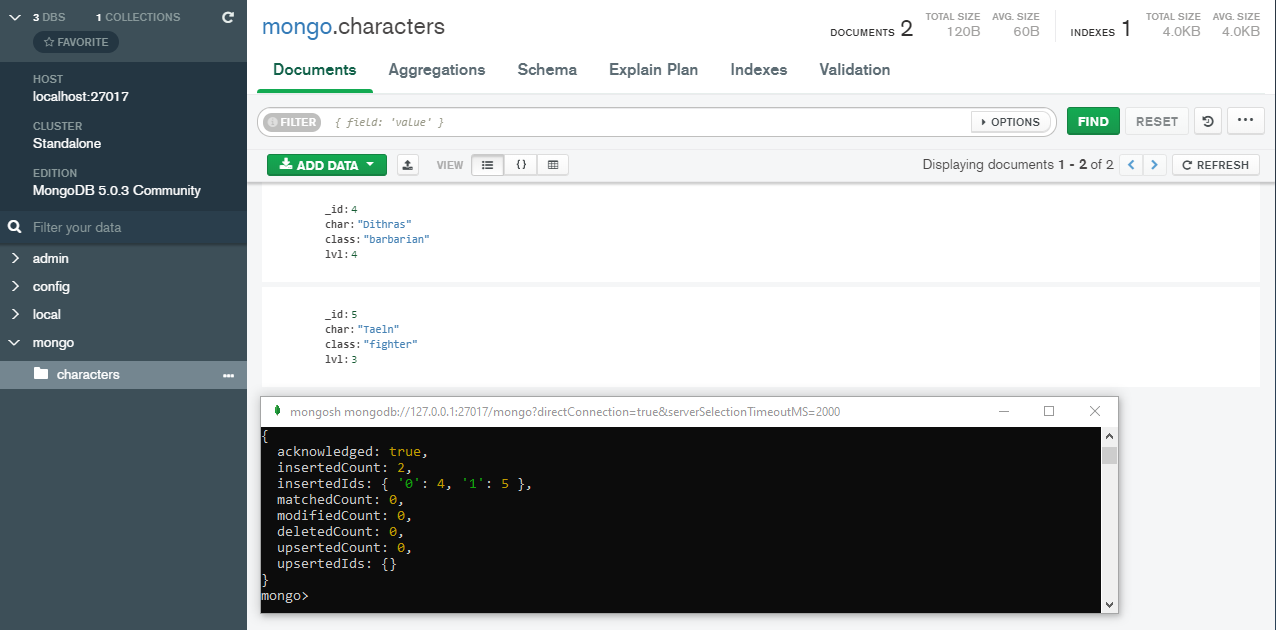 3 DBS 1 COLLECTIONS
FAVORITE
HOST
localhost:27017
CLUSTER
Standalone
EDITION
MongoDB 5.0.3 Community
Filter your data
admin
config
local
mongo
characters
mongo.characters
DOCUMENTS 2 TOTAL SIZE 120B AVG. SIZE 60B INDEXES 1 TOTAL SIZE 4.0KB AVG. SIZE 4.0KB
Documents Aggregations Schema Explain Plan Indexes Validation
FILTER { field: 'value' } OPTIONS FIND RESET ...
ADD DATA VIEW {} Displaying documents 1 - 2 of 2 < > REFRESH
_id: 4
char: "Dithras"
class: "barbarian"
lvl: 4
_id: 5
char: "Taeln"
class: "fighter"
lvl: 3
mongosh mongodb://127.0.0.1:27017/mongo?directConnection=true&serverSelectionTimeoutMS=2000
{
acknowledged: true,
insertedCount: 2,
insertedIds: { '0': 4, '1': 5 },
matchedCount: 0,
modifiedCount: 0,
deletedCount: 0,
upsertedCount: 0,
upsertedIds: {}
}
mongo>